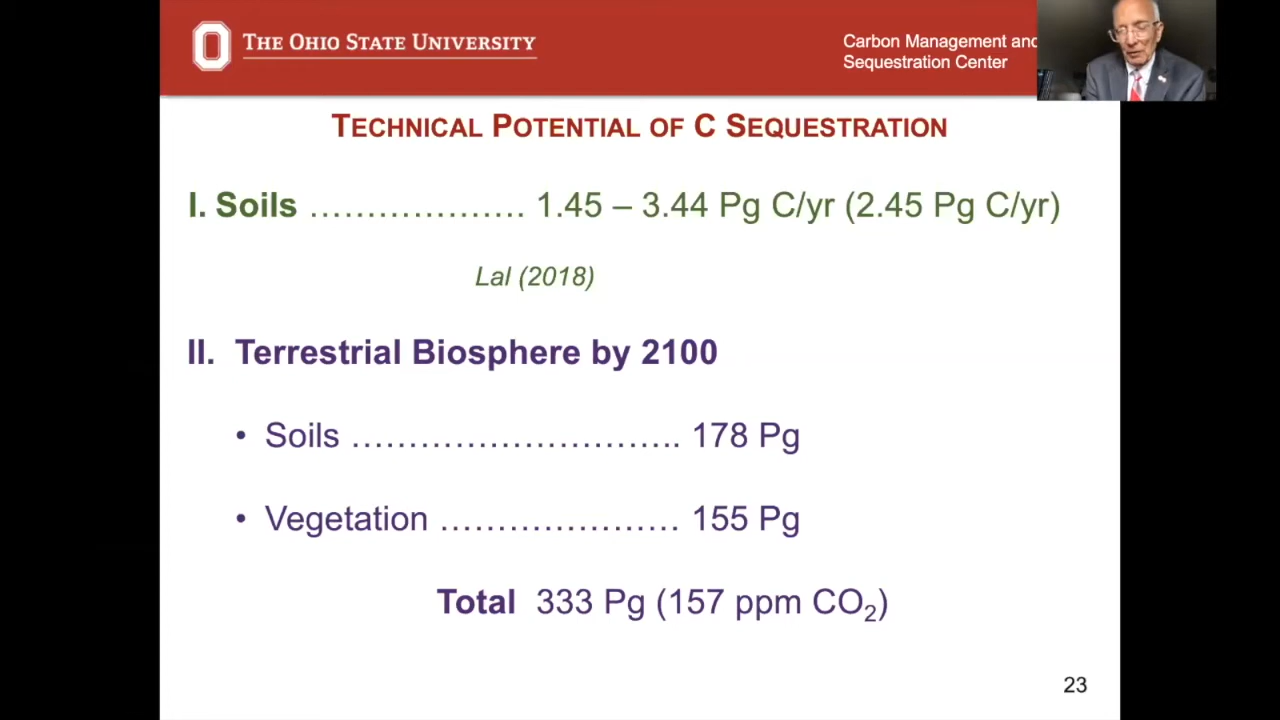 THE OHIO STATE UNIVERSITY
Carbon Management and
Sequestration Center
TECHNICAL POTENTIAL OF C SEQUESTRATION
I. Soils ………………. 1.45 – 3.44 Pg C/yr (2.45 Pg C/yr)
Lal (2018)
II. Terrestrial Biosphere by 2100
• Soils ……………………….. 178 Pg
• Vegetation ………………… 155 Pg
Total 333 Pg (157 ppm CO₂)
23